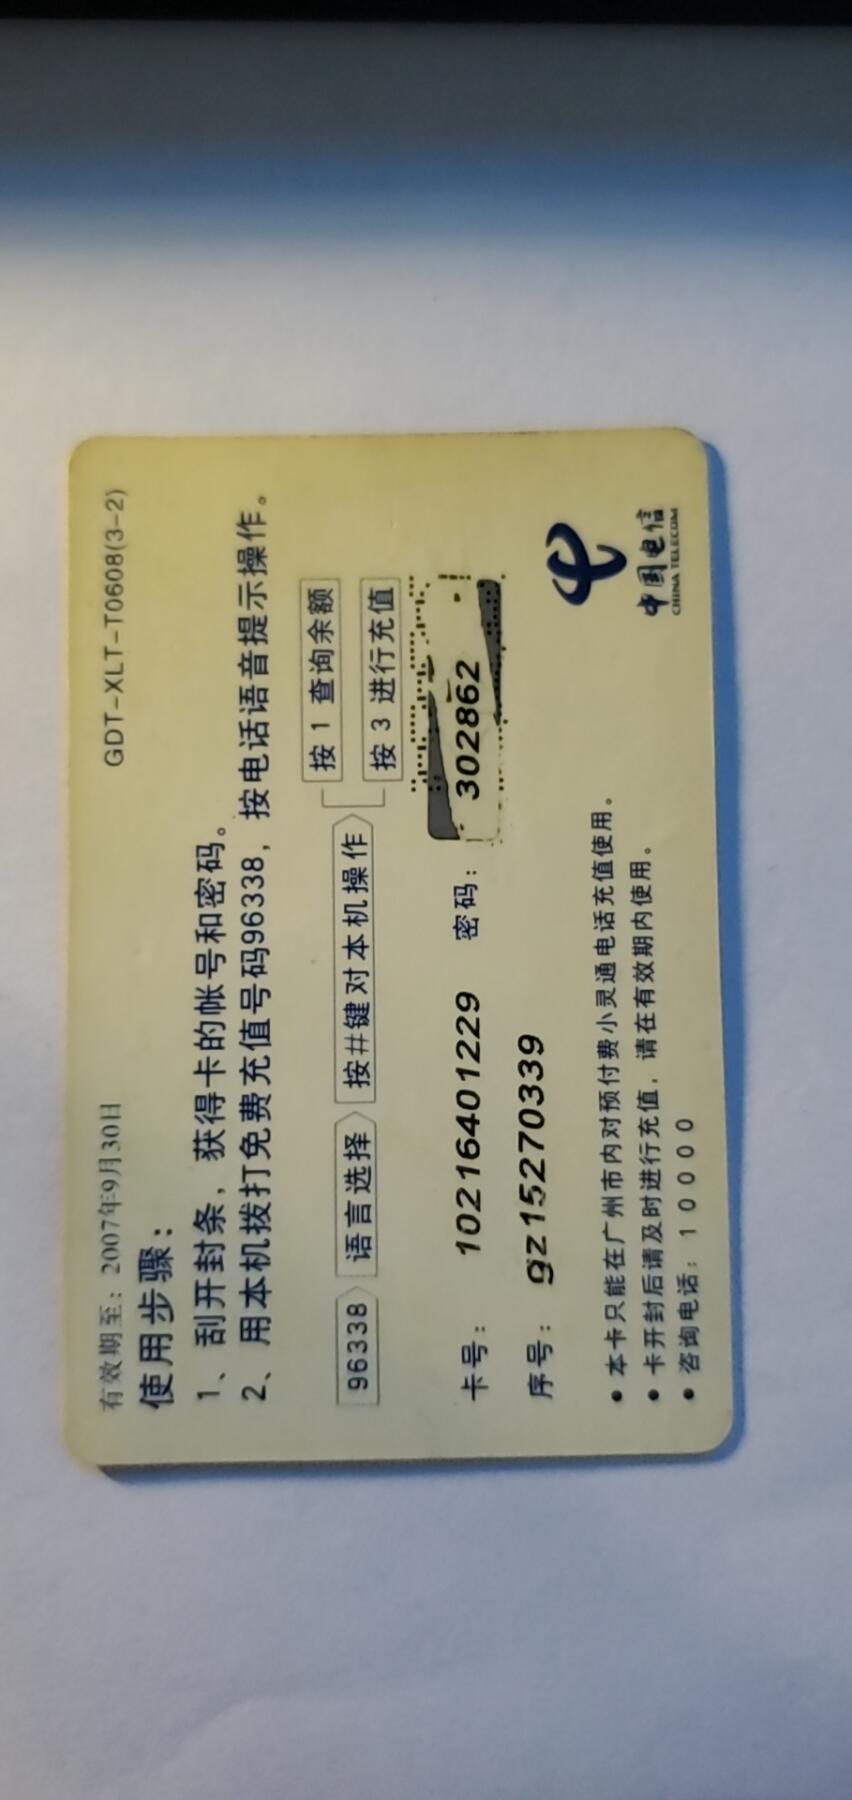 有效期至：2007年9月30日
GDT-XLT-T0608(3-2)
使用步骤：
1、刮开封条，获得卡的帐号和密码。
2、用本机拨打免费充值号码96338，按电话语音提示操作。
96338 语言选择 按#键对本机操作
按 1 查询余额
按 3 进行充值
卡号： 1021640​1229 密码： 302862
序号： gz15270339
• 本卡只能在广州市内对预付费小灵通电话充值使用。
• 卡开封后请及时进行充值，请在有效期内使用。
• 咨询电话：10000
中国电信
CHINA TELECOM